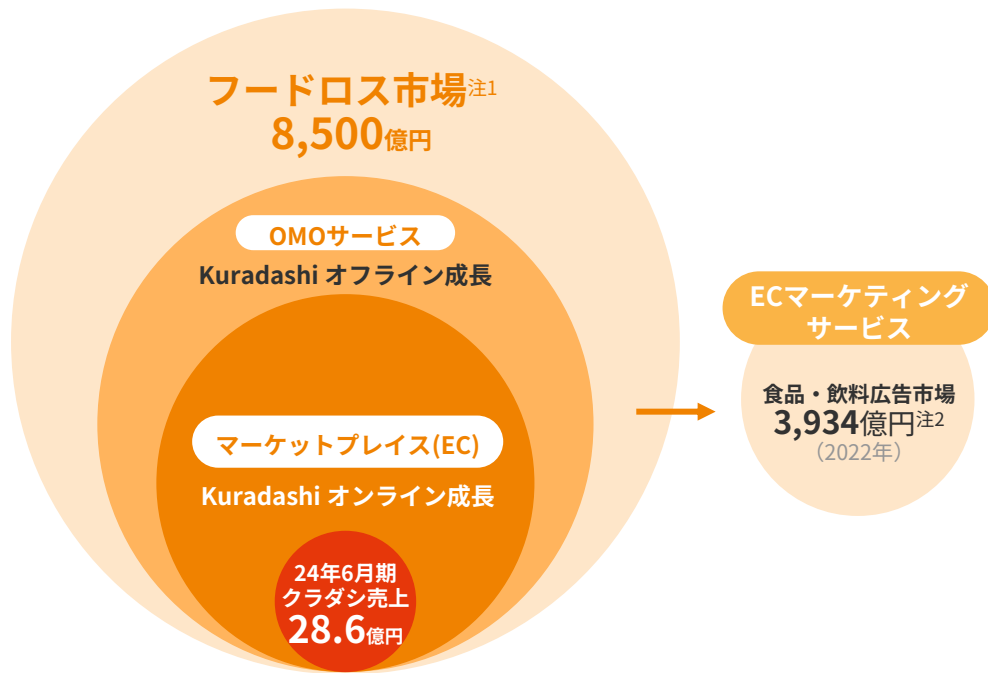 フードロス市場注1
8,500億円
OMOサービス
Kuradashi オフライン成長
マーケットプレイス(EC)
Kuradashi オンライン成長
24年6月期
クラダシ売上
28.6億円
ECマーケティング
サービス
食品・飲料広告市場
3,934億円注2
（2022年）